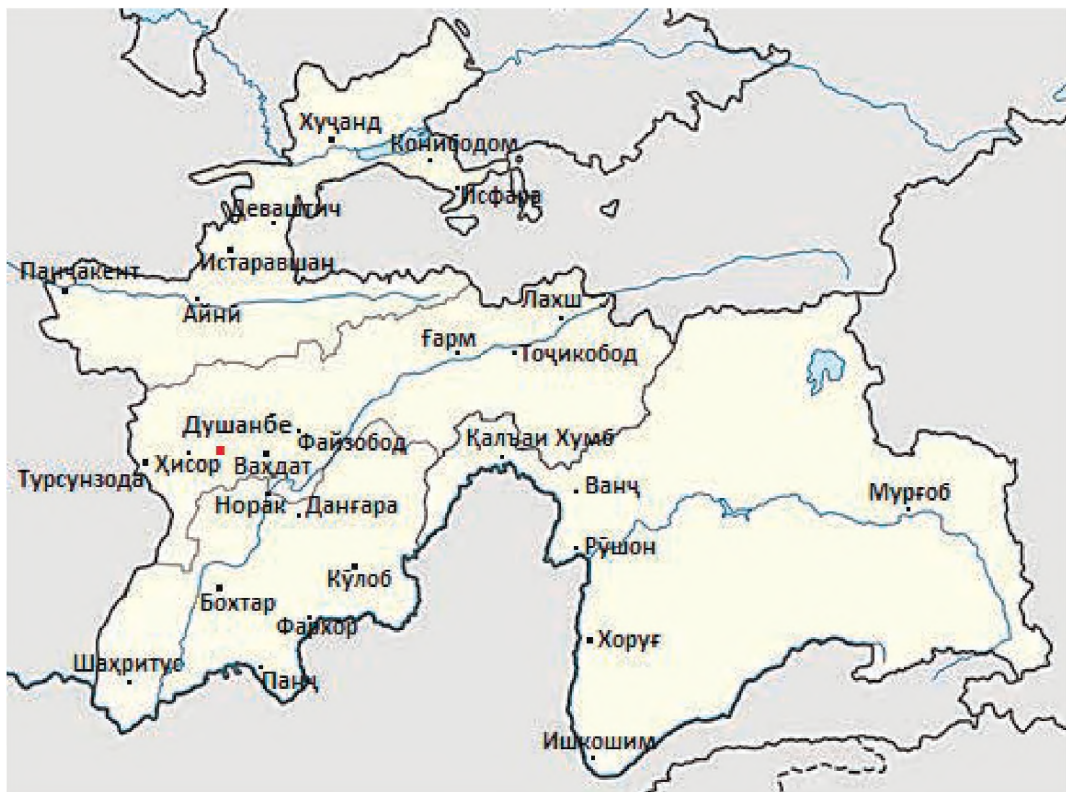 Хуҷанд
Конибодом
Исфара
Деваштич
Истаравшан
Панҷакент
Айнӣ
Лахш
Ғарм
Тоҷикобод
Душанбе
Файзобод
Қалъаи Хумб
Ҳисор
Ваҳдат
Турсунзода
Ванҷ
Мурғоб
Норак
Данғара
Рӯшон
Кӯлоб
Бохтар
Фархор
Хоруғ
Шаҳритус
Панҷ
Ишкошим